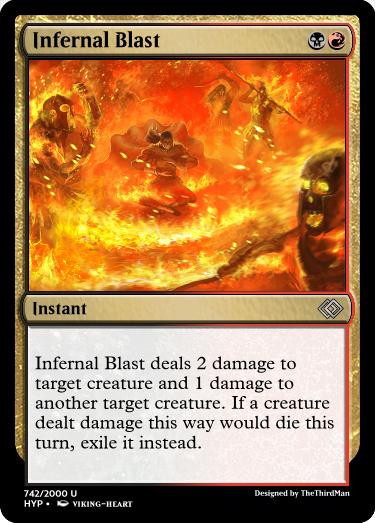 Infernal Blast
Instant
Infernal Blast deals 2 damage to
target creature and 1 damage to
another target creature. If a creature
dealt damage this way would die this
turn, exile it instead.
742/2000 U
HYP • VIKING-HEART
Designed by TheThirdMan